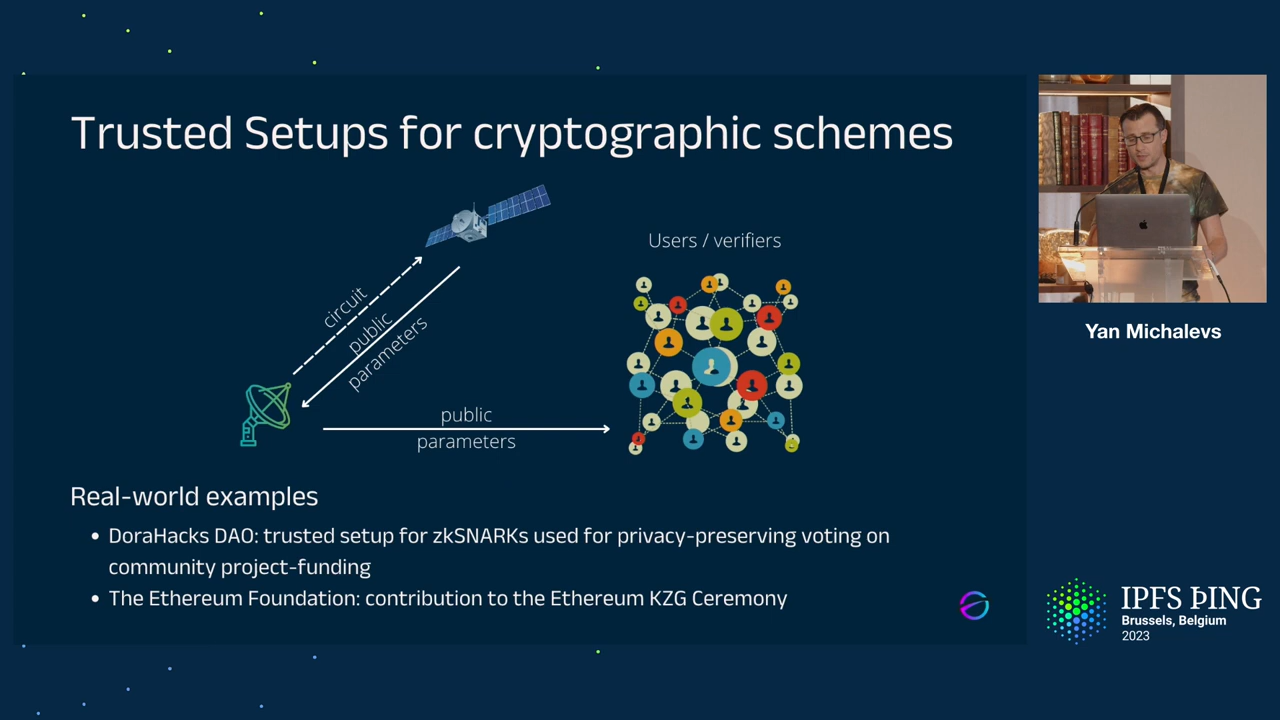 Trusted Setups for cryptographic schemes
Users / verifiers
circuit
public
parameters
public
parameters
Real-world examples
• DoraHacks DAO: trusted setup for zkSNARKs used for privacy-preserving voting on
community project-funding
• The Ethereum Foundation: contribution to the Ethereum KZG Ceremony
Yan Michalevs
IPFS ÞING
Brussels, Belgium
2023